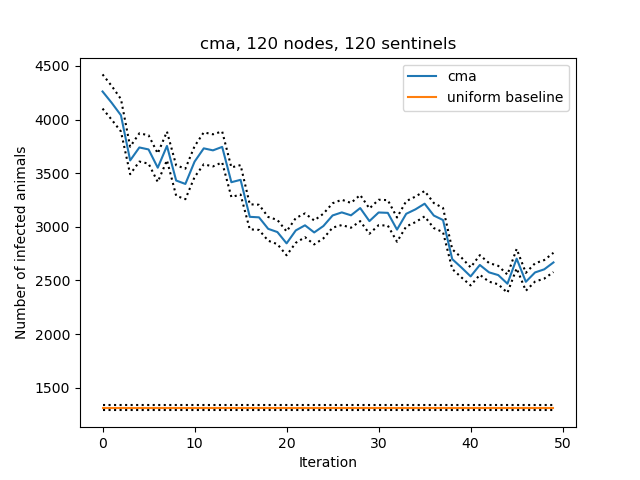 cma, 120 nodes, 120 sentinels
cma
uniform baseline
4500
4000
3500
3000
2500
2000
1500
Number of infected animals
0 10 20 30 40 50
Iteration